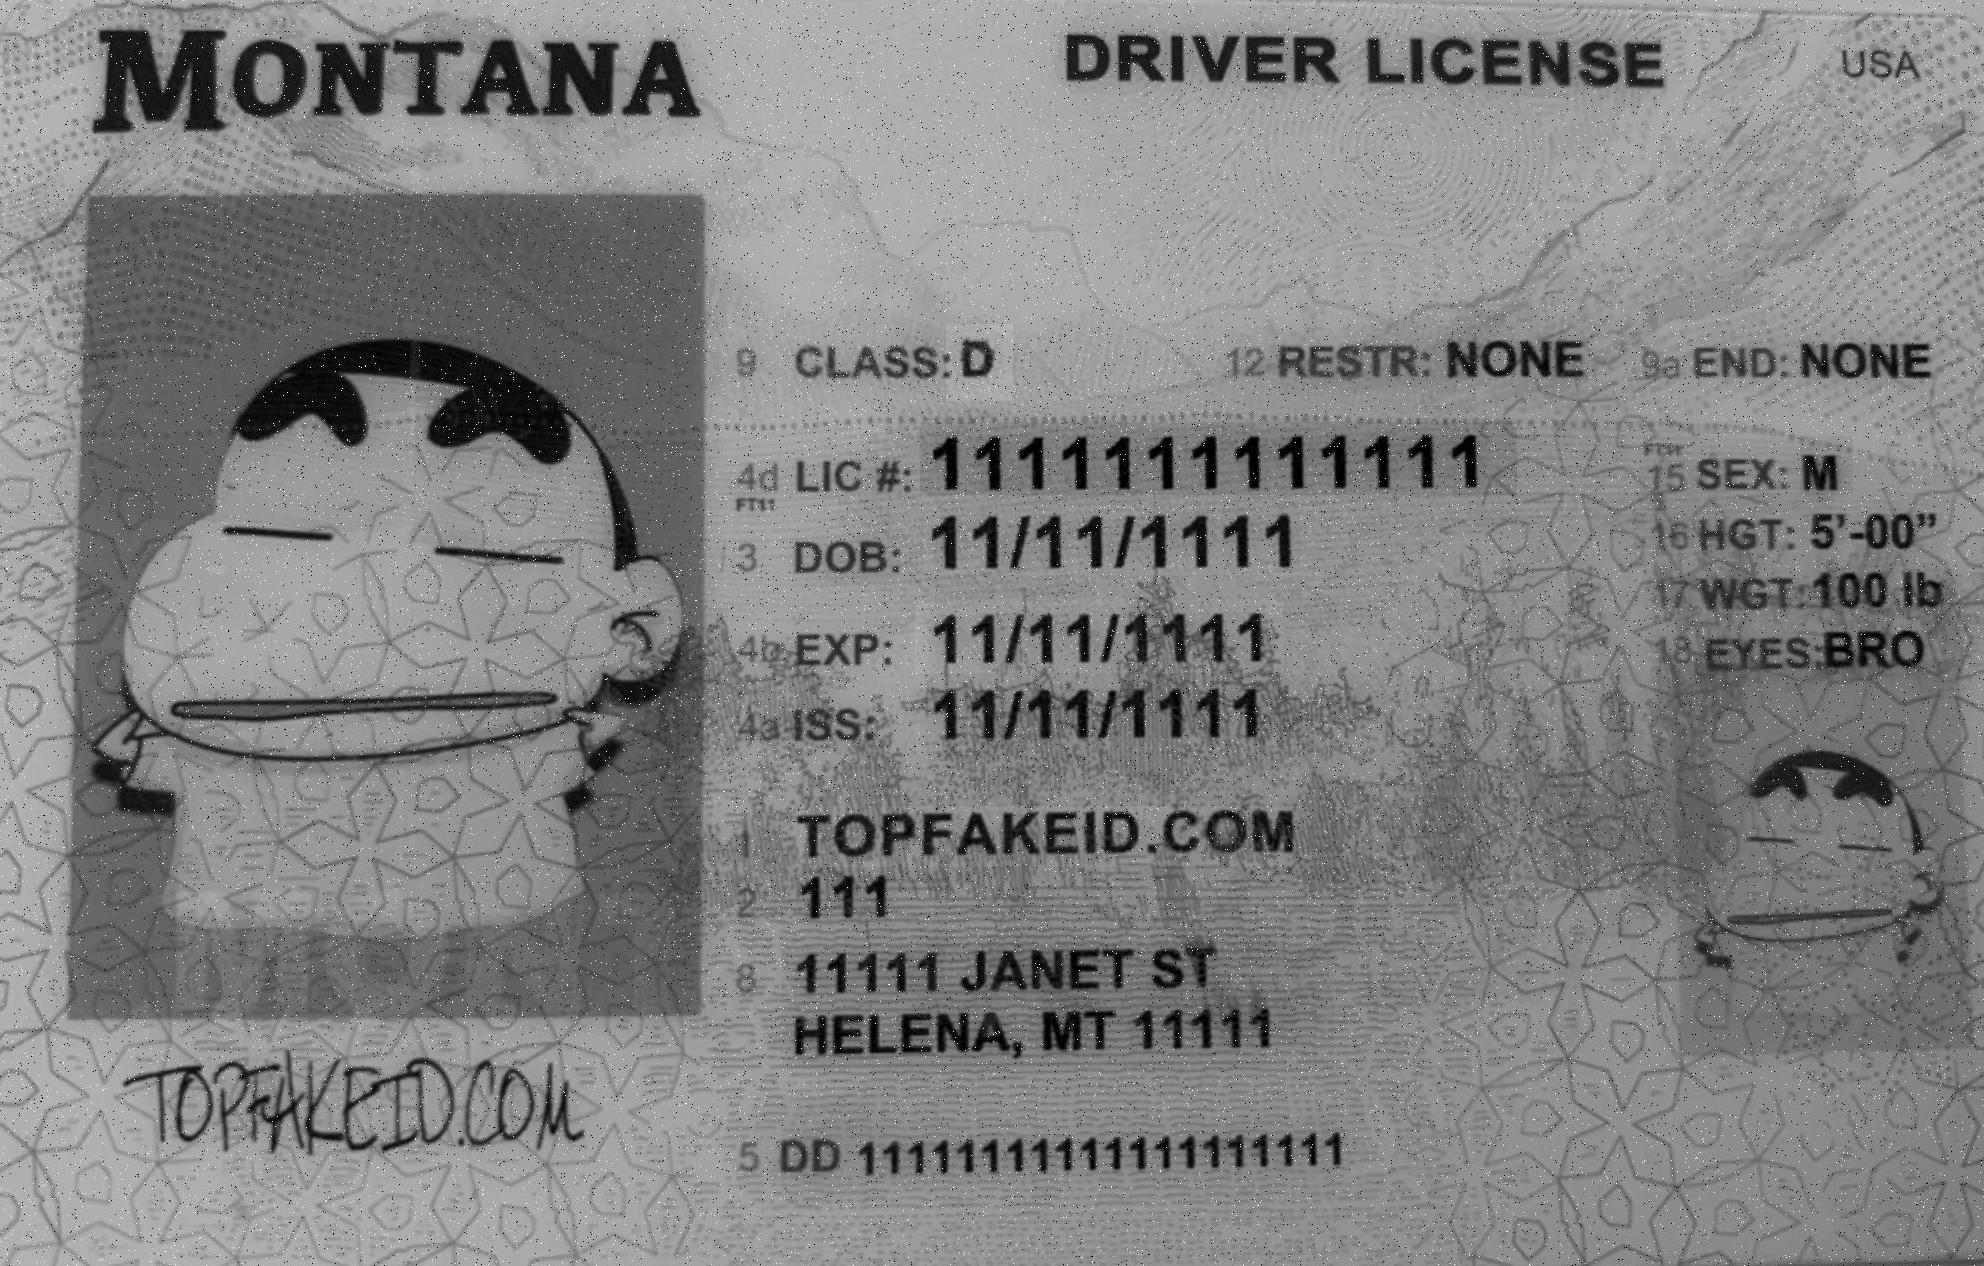 MONTANA DRIVER LICENSE USA
9 CLASS: D 12 RESTR: NONE 9a END: NONE
4d LIC #: 1111111111111
FT11
3 DOB: 11/11/1111
4b EXP: 11/11/1111
4a ISS: 11/11/1111
FT11
15 SEX: M
16 HGT: 5'-00”
17 WGT: 100 lb
18 EYES: BRO
1 TOPFAKEID.COM
2 111
8 11111 JANET ST
HELENA, MT 11111
5 DD 11111111111111111111
TOPFAKEID.COM